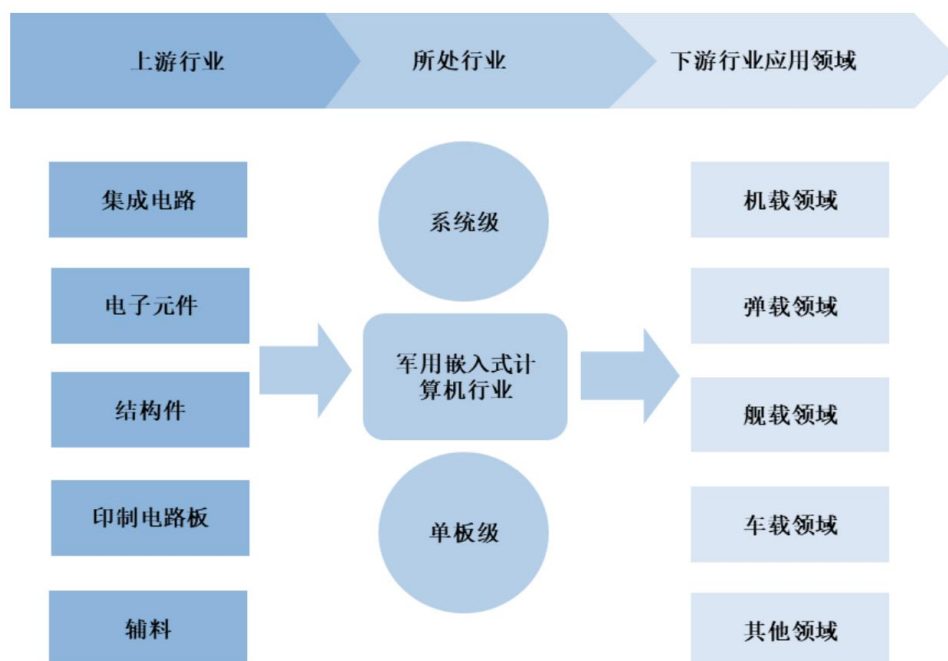 上游行业
所处行业
下游行业应用领域
集成电路
电子元件
结构件
印制电路板
辅料
系统级
军用嵌入式计
算机行业
单板级
机载领域
弹载领域
舰载领域
车载领域
其他领域